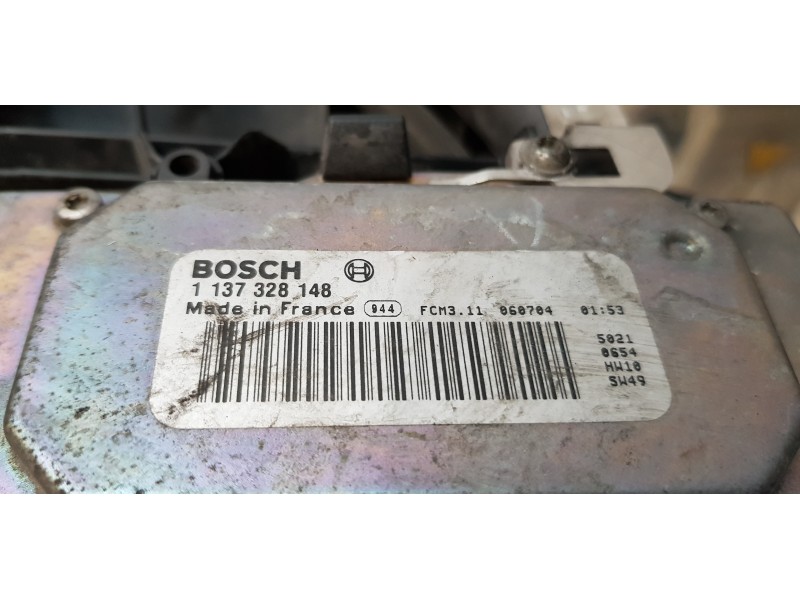 BOSCH
1 137 328 148
Made in France 944 FCM3.11 060704 01:53
5021
0654
HW10
SW49